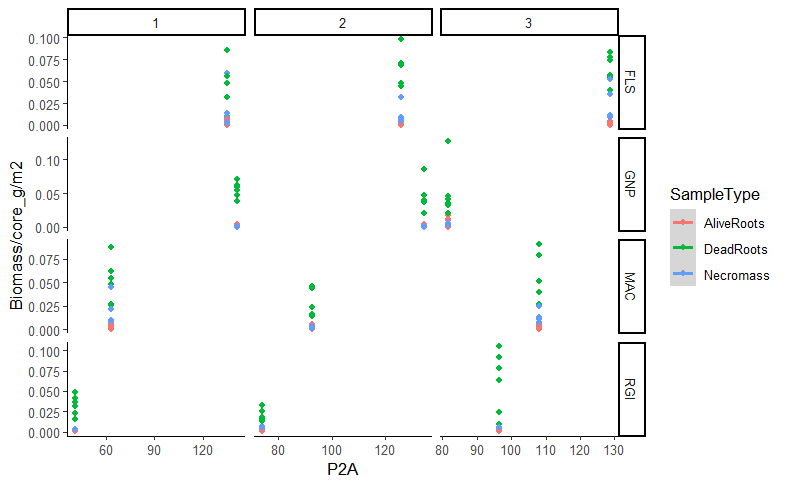 1 2 3
0.100
0.075
0.050
0.025
0.000
FLS
0.10
0.05
0.00
GNP
0.075
0.050
0.025
0.000
MAC
0.100
0.075
0.050
0.025
0.000
RGI
60 90 120 80 100 120 80 90 100 110 120 130
P2A
Biomass/core_g/m2
SampleType
AliveRoots
DeadRoots
Necromass